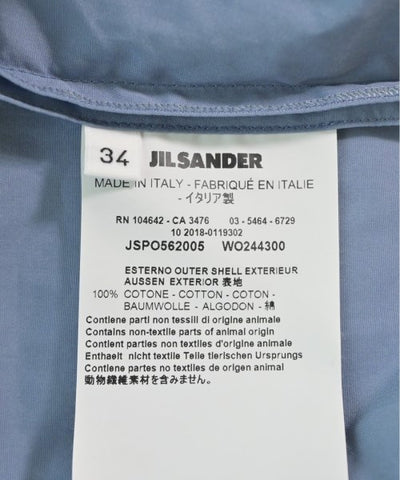 34 JIL SANDER
MADE IN ITALY - FABRIQUÉ EN ITALIE
- イタリア製
RN 104642 - CA 3476 03 - 5464 - 6729
10 2018-0119302
JSPO562005 WO244300
ESTERNO OUTER SHELL EXTERIEUR
AUSSEN EXTERIOR 表地
100% COTONE - COTTON - COTON -
BAUMWOLLE - ALGODON - 綿
Contiene parti non tessili di origine animale
Contains non-textile parts of animal origin
Contient parties non textiles d'origine animale
Enthaelt nicht textile Teile tierischen Ursprungs
Contiene partes no textiles de origen animal
動物繊維素材を含みません。